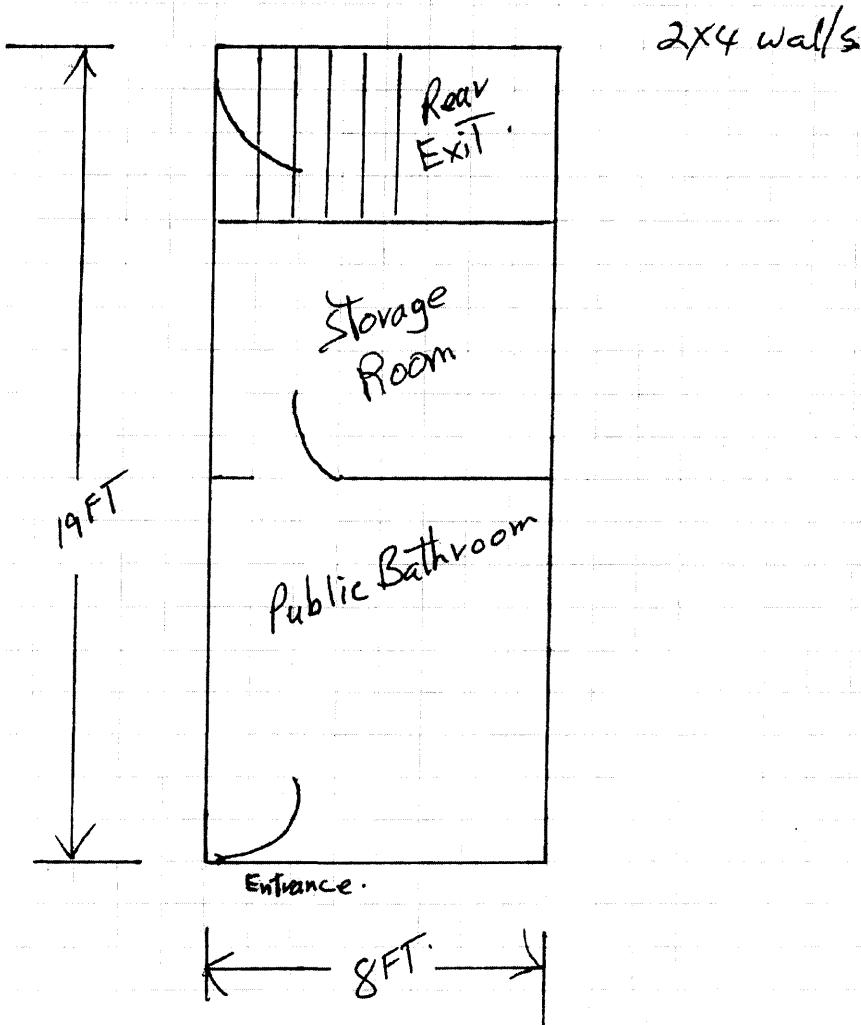 2x4 walls
Rear
Exit.
Storage
Room
19FT
Public Bathroom
Entrance.
8FT.